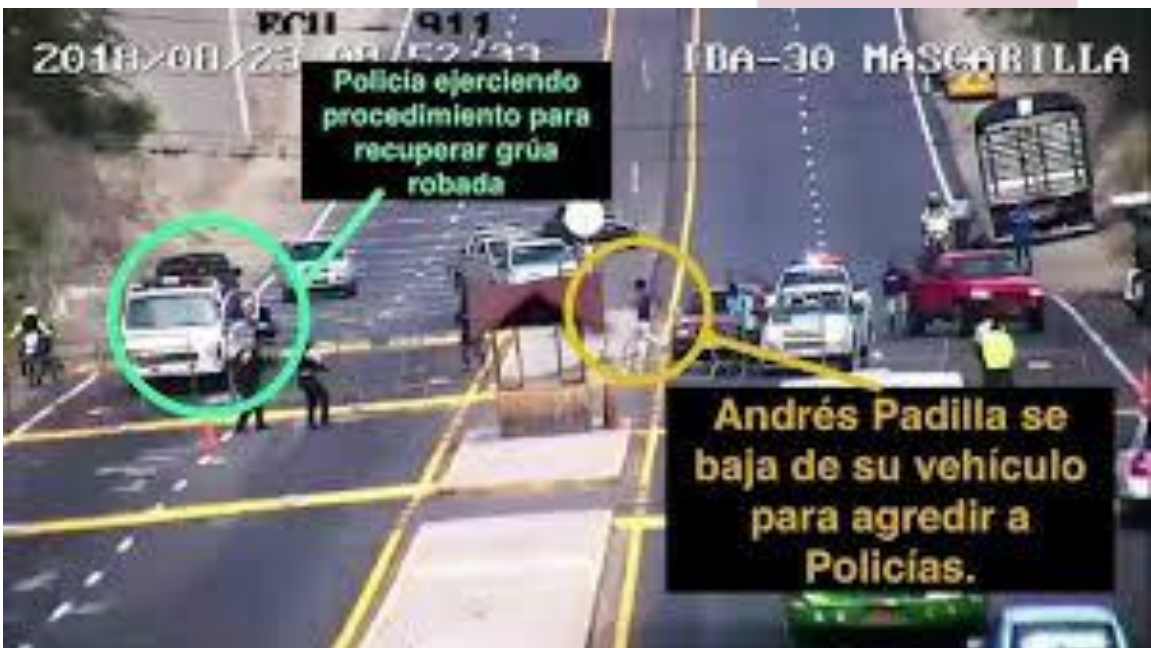 ECU - 911
2018/08/23 IBA-30 MASCARILLA
Policia ejerciendo
procedimiento para
recuperar grúa
robada
Andrés Padilla se
baja de su vehículo
para agredir a
Policías.